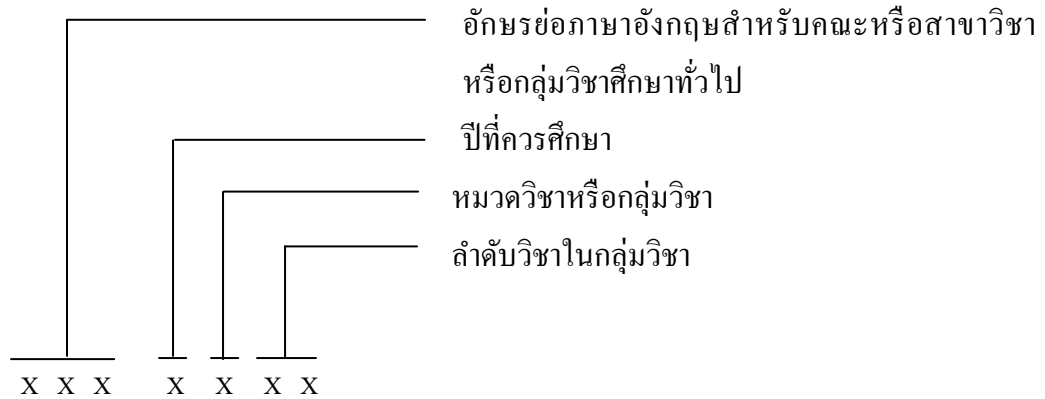 อักษรย่อภาษาอังกฤษสำหรับคณะหรือสาขาวิชา
หรือกลุ่มวิชาศึกษาทั่วไป
ปีที่ควรศึกษา
หมวดวิชาหรือกลุ่มวิชา
ลำดับวิชาในกลุ่มวิชา
X X X X X X X